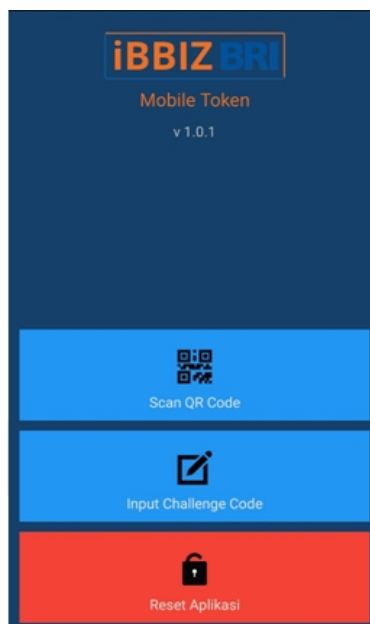 iBBIZ BRI
Mobile Token
v 1.0.1
Scan QR Code
Input Challenge Code
Reset Aplikasi